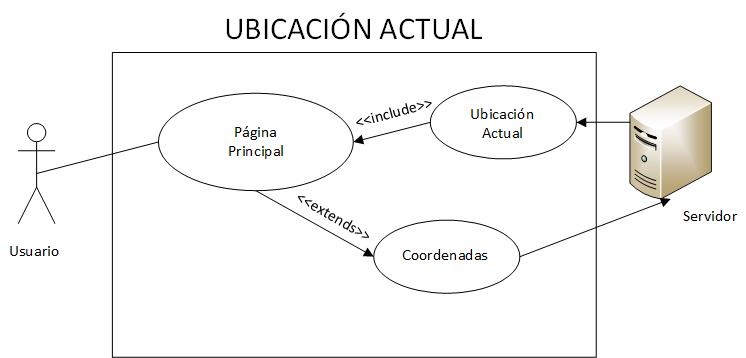 UBICACIÓN ACTUAL
<<include>>
Ubicación
Actual
Página
Principal
<<extends>>
Servidor
Usuario
Coordenadas